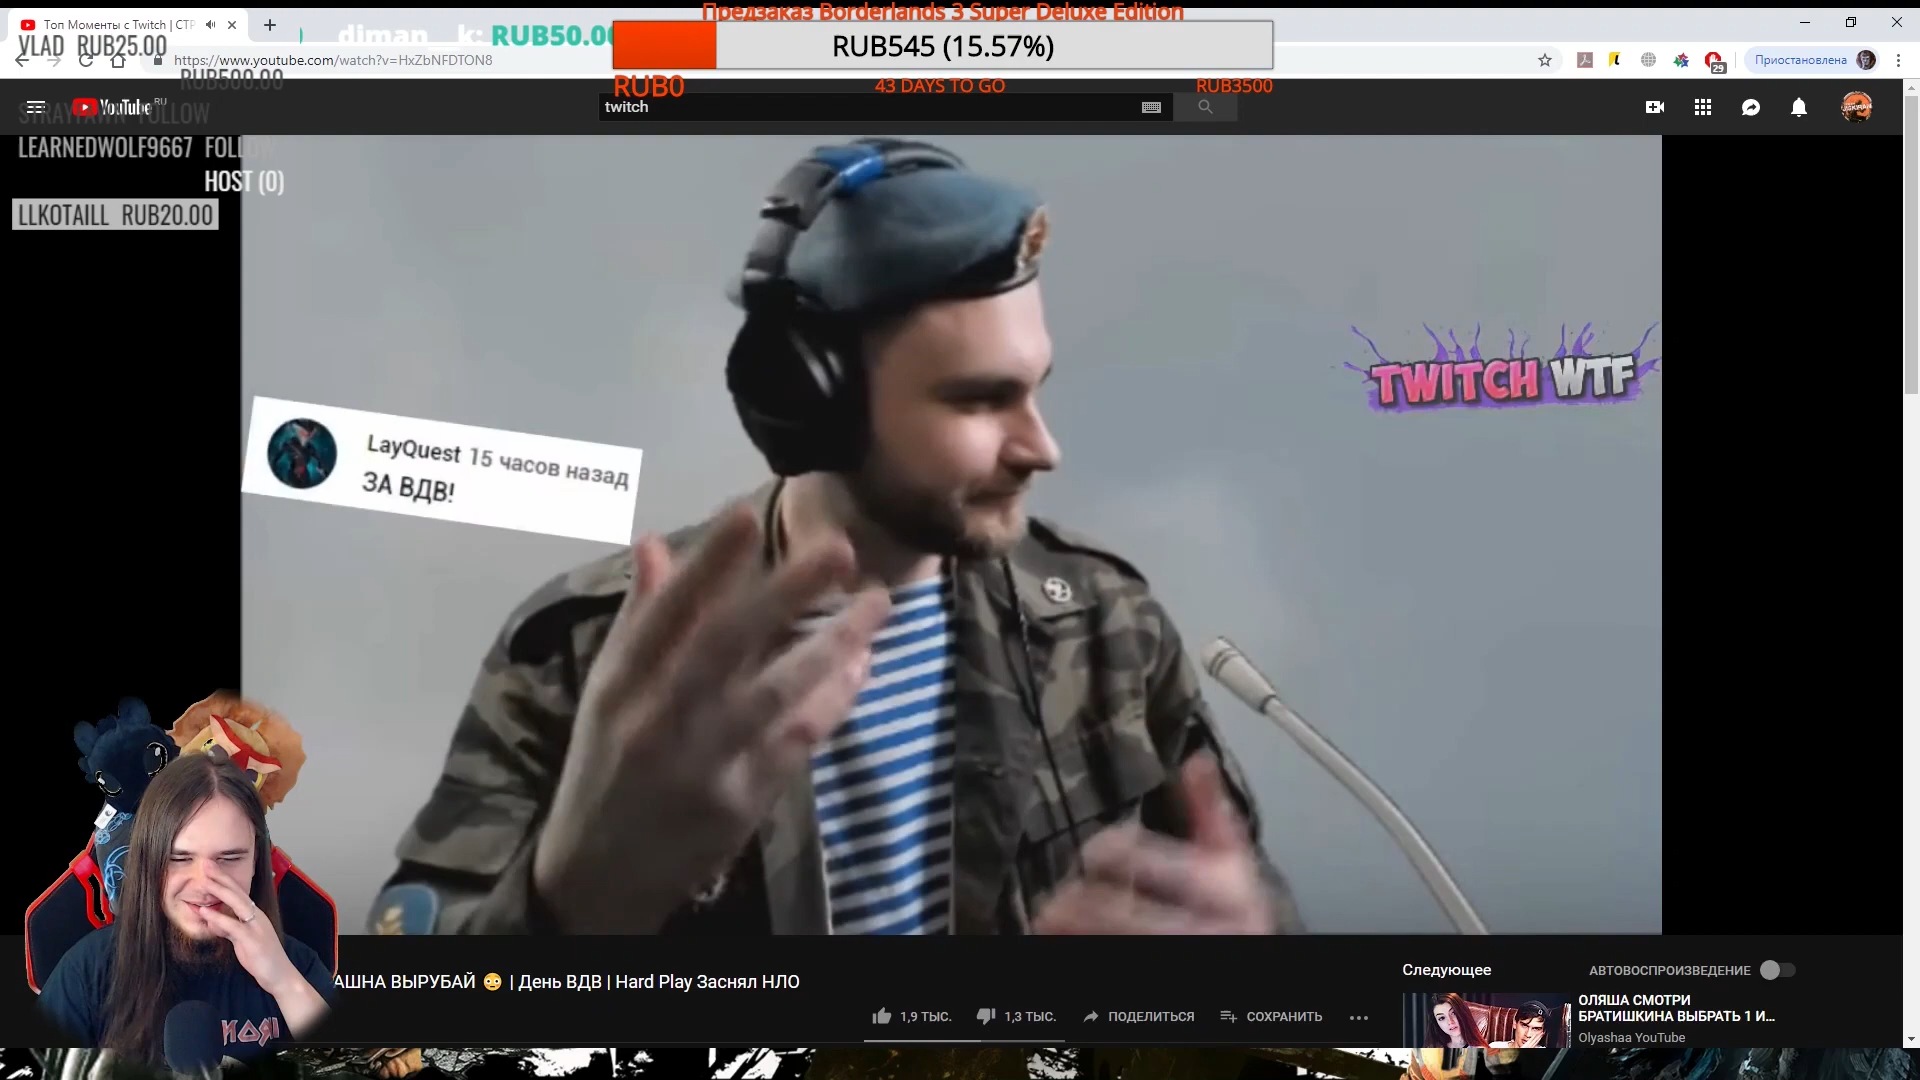 Предзаказ Borderlands 3 Super Deluxe Edition
Топ Моменты с Twitch | СТР
VLAD RUB25.00
diman__k: RUB50.00
RUB545 (15.57%)
https://www.youtube.com/watch?v=HxZbNFDTON8
29
Приостановлена
RUB500.00
RUB0
43 DAYS TO GO
RUB3500
STRAYFAWN FOLLOW
YouTube RU
twitch
LEARNEDWOLF9667 FOLLOW
HOST (0)
LLKOTAILL RUB20.00
TWITCH WTF
LayQuest 15 часов назад
ЗА ВДВ!
АШНА ВЫРУБАЙ 😳 | День ВДВ | Hard Play Заснял НЛО
1,9 ТЫС.
1,3 ТЫС.
ПОДЕЛИТЬСЯ
СОХРАНИТЬ
Следующее
АВТОВОСПРОИЗВЕДЕНИЕ
ОЛЯША СМОТРИ
БРАТИШКИНА ВЫБРАТЬ 1 И...
Olyashaa YouTube